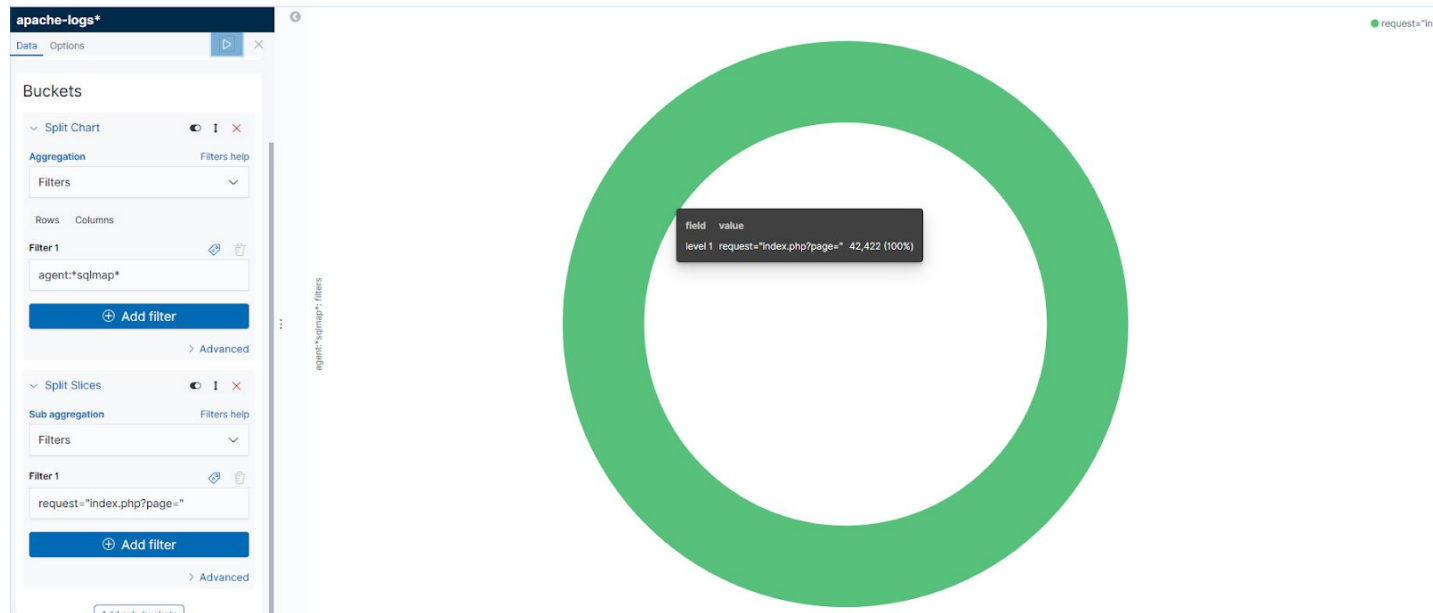 apache-logs*
Data Options
Buckets
Split Chart
Aggregation Filters help
Filters
Rows Columns
Filter 1
agent:*sqlmap*
Add filter
Advanced
Split Slices
Sub aggregation Filters help
Filters
Filter 1
request="index.php?page="
Add filter
Advanced
agent:*sqlmap*: filters
field value
level 1 request="index.php?page=" 42,422 (100%)
request="in